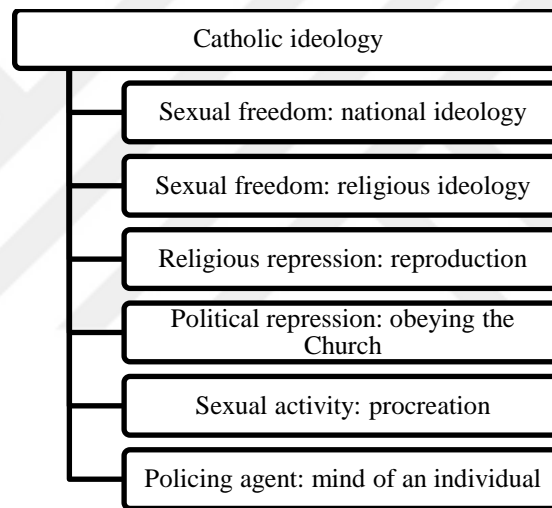 Catholic ideology
Sexual freedom: national ideology
Sexual freedom: religious ideology
Religious repression: reproduction
Political repression: obeying the
Church
Sexual activity: procreation
Policing agent: mind of an individual